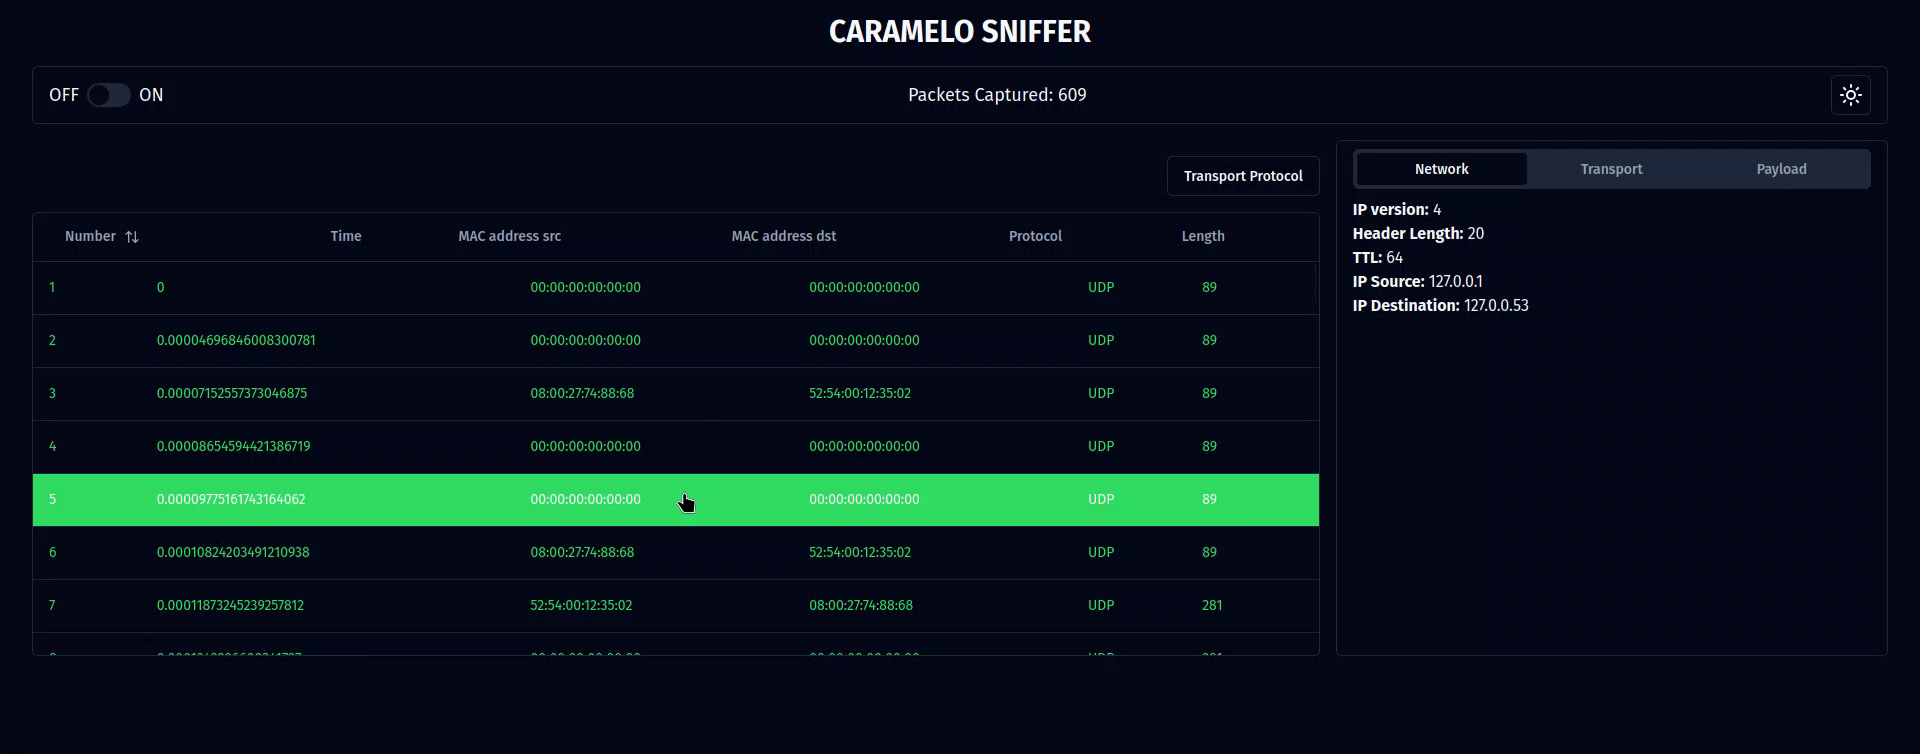 CARAMELO SNIFFER
OFF ON Packets Captured: 609
Transport Protocol
Number Time MAC address src MAC address dst Protocol Length
1 0 00:00:00:00:00:00 00:00:00:00:00:00 UDP 89
2 0.00004696846008300781 00:00:00:00:00:00 00:00:00:00:00:00 UDP 89
3 0.00007152557373046875 08:00:27:74:88:68 52:54:00:12:35:02 UDP 89
4 0.00008654594421386719 00:00:00:00:00:00 00:00:00:00:00:00 UDP 89
5 0.00009775161743164062 00:00:00:00:00:00 00:00:00:00:00:00 UDP 89
6 0.00010824203491210938 08:00:27:74:88:68 52:54:00:12:35:02 UDP 89
7 0.00011873245239257812 52:54:00:12:35:02 08:00:27:74:88:68 UDP 281
Network Transport Payload
IP version: 4
Header Length: 20
TTL: 64
IP Source: 127.0.0.1
IP Destination: 127.0.0.53